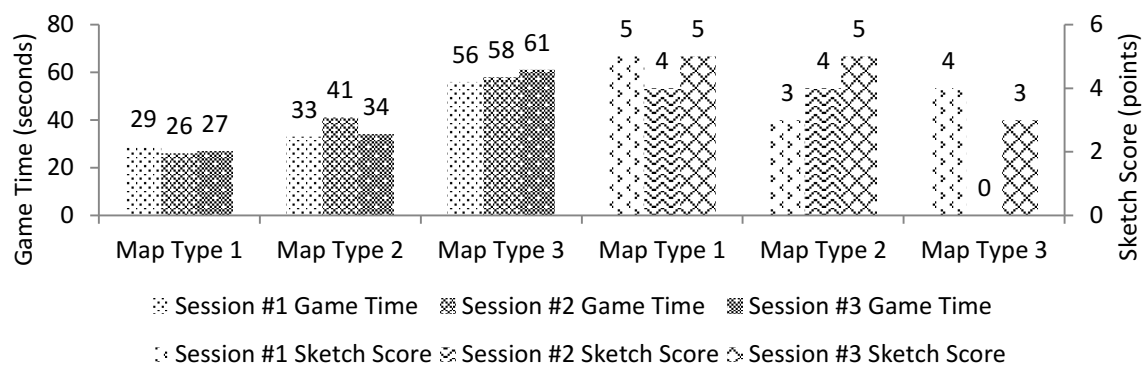 Game Time (seconds)
80
60
40
20
0
29 26 27
33 41 34
56 58 61
5 4 5
3 4 5
4 0 3
6
4
2
0
Sketch Score (points)
Map Type 1 Map Type 2 Map Type 3 Map Type 1 Map Type 2 Map Type 3
Session #1 Game Time Session #2 Game Time Session #3 Game Time
Session #1 Sketch Score Session #2 Sketch Score Session #3 Sketch Score